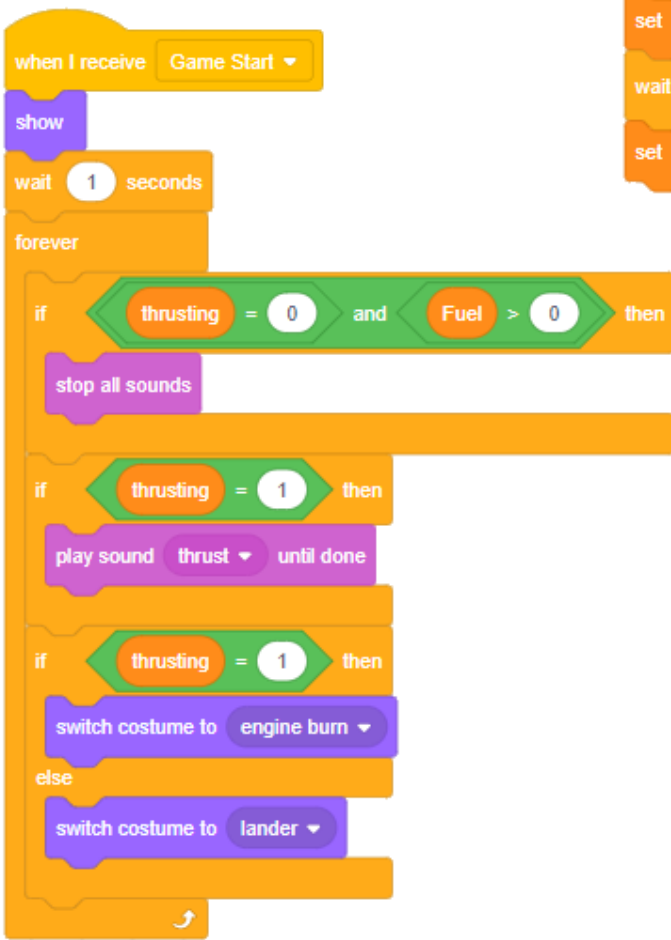 when I receive Game Start
show
wait 1 seconds
forever
if thrusting = 0 and Fuel > 0 then
stop all sounds
if thrusting = 1 then
play sound thrust until done
if thrusting = 1 then
switch costume to engine burn
else
switch costume to lander
set
wait
set